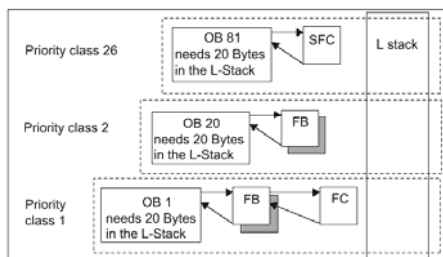 Priority class 26
OB 81
needs 20 Bytes
in the L-Stack
SFC
L stack
Priority class 2
OB 20
needs 20 Bytes
in the L-Stack
FB
Priority
class 1
OB 1
needs 20 Bytes
in the L-Stack
FB
FC